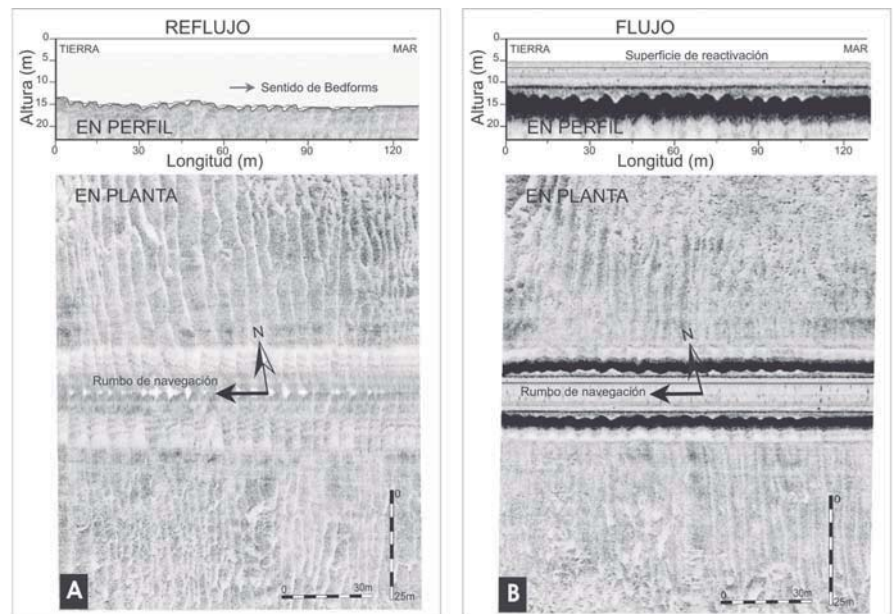 REFLUJO
0
TIERRA
MAR
5
Sentido de Bedforms
10
15
20
Altura (m)
EN PERFIL
0
30
60
90
120
Longitud (m)
EN PLANTA
N
Rumbo de navegación
0
25m
0
30m
A
FLUJO
0
TIERRA
MAR
Superficie de reactivación
5
10
15
20
Altura (m)
EN PERFIL
0
30
60
90
120
Longitud (m)
EN PLANTA
N
Rumbo de navegación
0
25m
0
30m
B